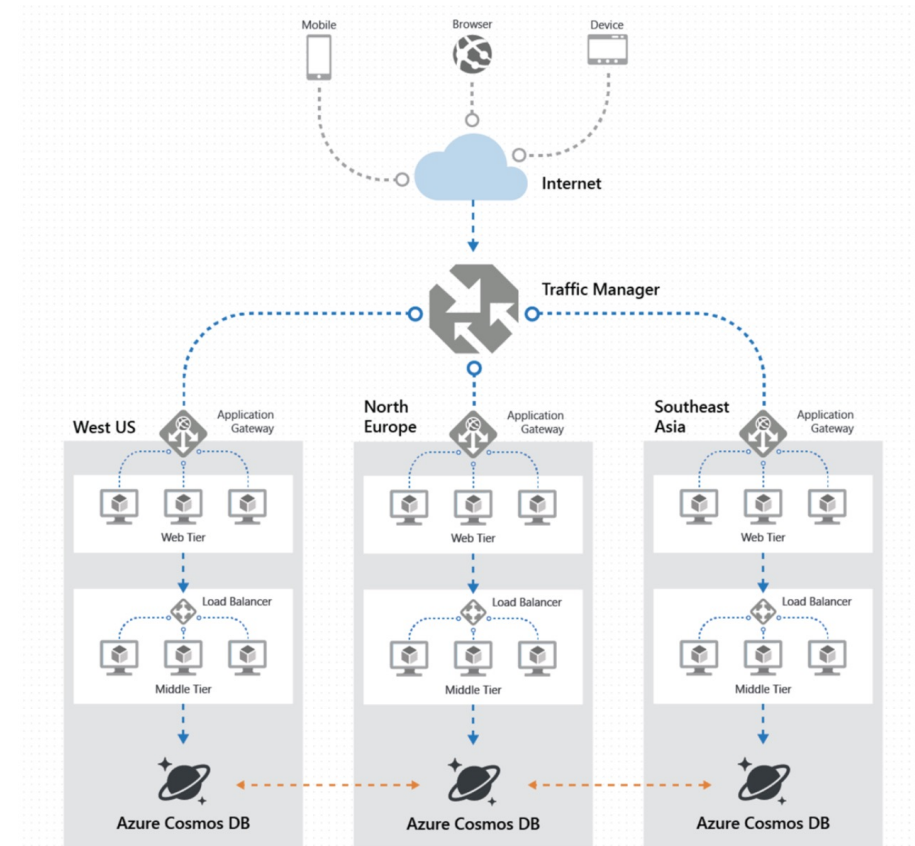 Mobile
Browser
Device
Internet
Traffic Manager
West US
Application
Gateway
North
Europe
Application
Gateway
Southeast
Asia
Application
Gateway
Web Tier
Web Tier
Web Tier
Load Balancer
Load Balancer
Load Balancer
Middle Tier
Middle Tier
Middle Tier
Azure Cosmos DB
Azure Cosmos DB
Azure Cosmos DB